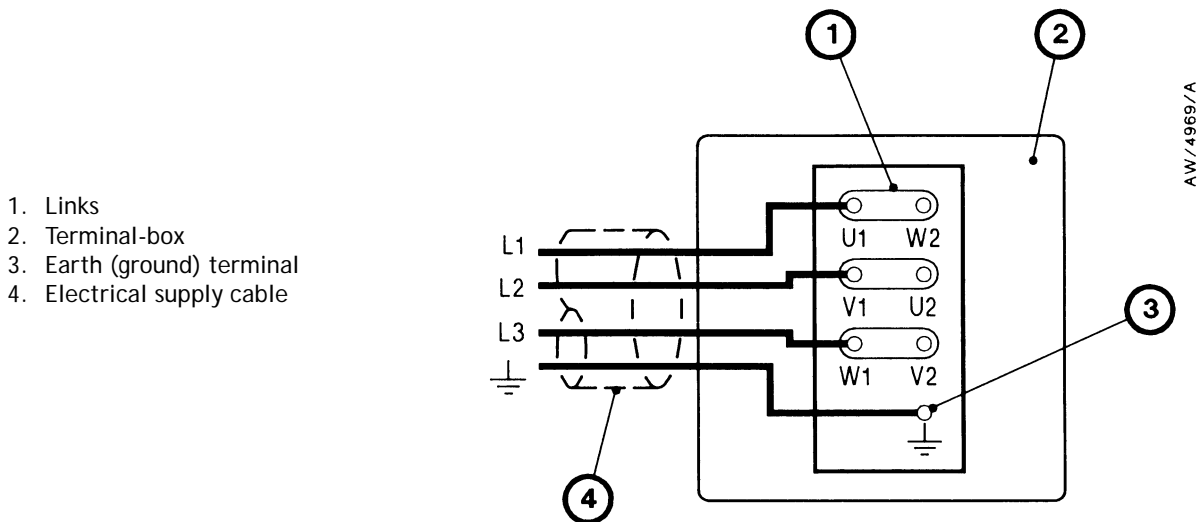 1. Links
2. Terminal-box
3. Earth (ground) terminal
4. Electrical supply cable
1
2
AW/4969/A
L1
U1 W2
L2
V1 U2
3
L3
W1 V2
4